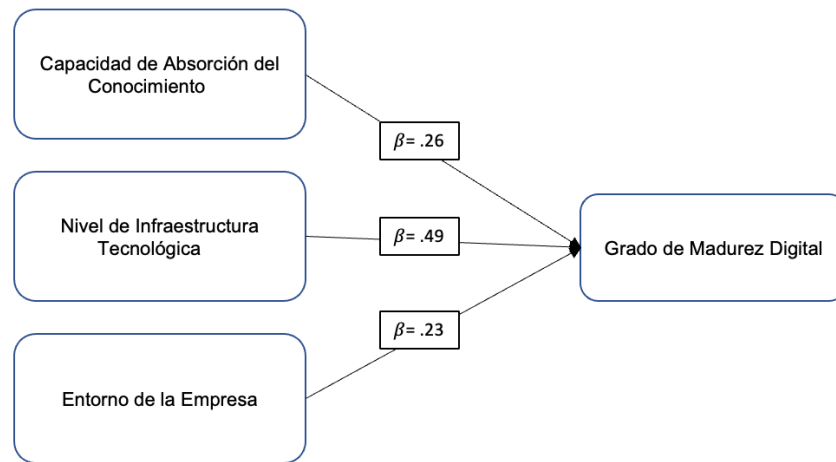 Capacidad de Absorción del
Conocimiento
β= .26
Nivel de Infraestructura
Tecnológica
β= .49
Grado de Madurez Digital
β= .23
Entorno de la Empresa